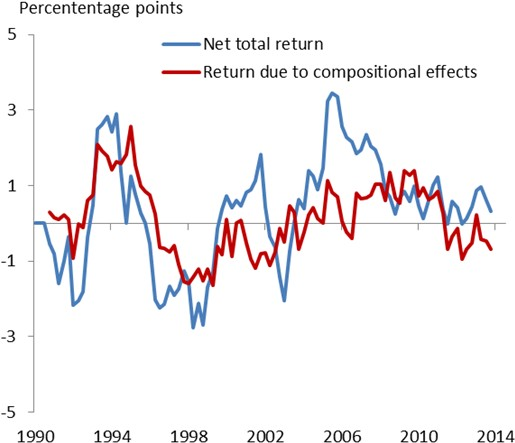 Percententage points
Net total return
Return due to compositional effects
5
3
1
-1
-3
-5
1990 1994 1998 2002 2006 2010 2014